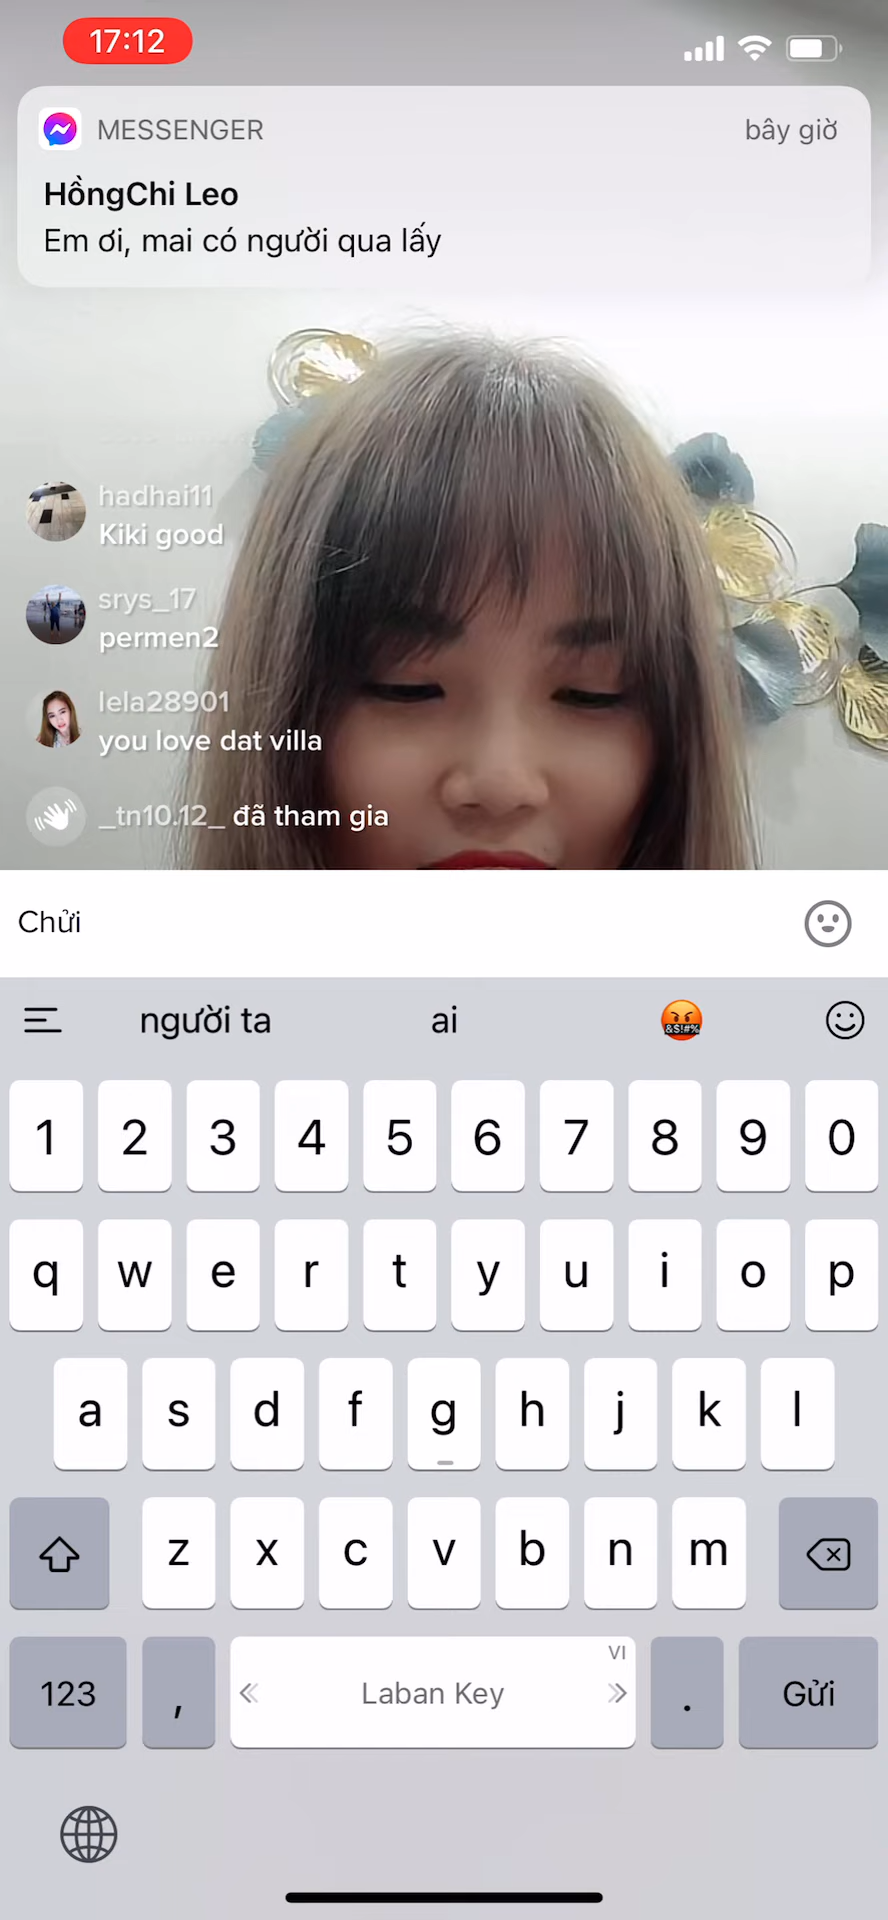 17:12
MESSENGER
bây giờ
HồngChi Leo
Em ơi, mai có người qua lấy
hadhai11
Kiki good
srys_17
permen2
lela28901
you love dat villa
_tn10.12_ đã tham gia
Chửi
người ta
ai
&$!#%
1 2 3 4 5 6 7 8 9 0
q w e r t y u i o p
a s d f g h j k l
z x c v b n m
VI
123 , Laban Key . Gửi